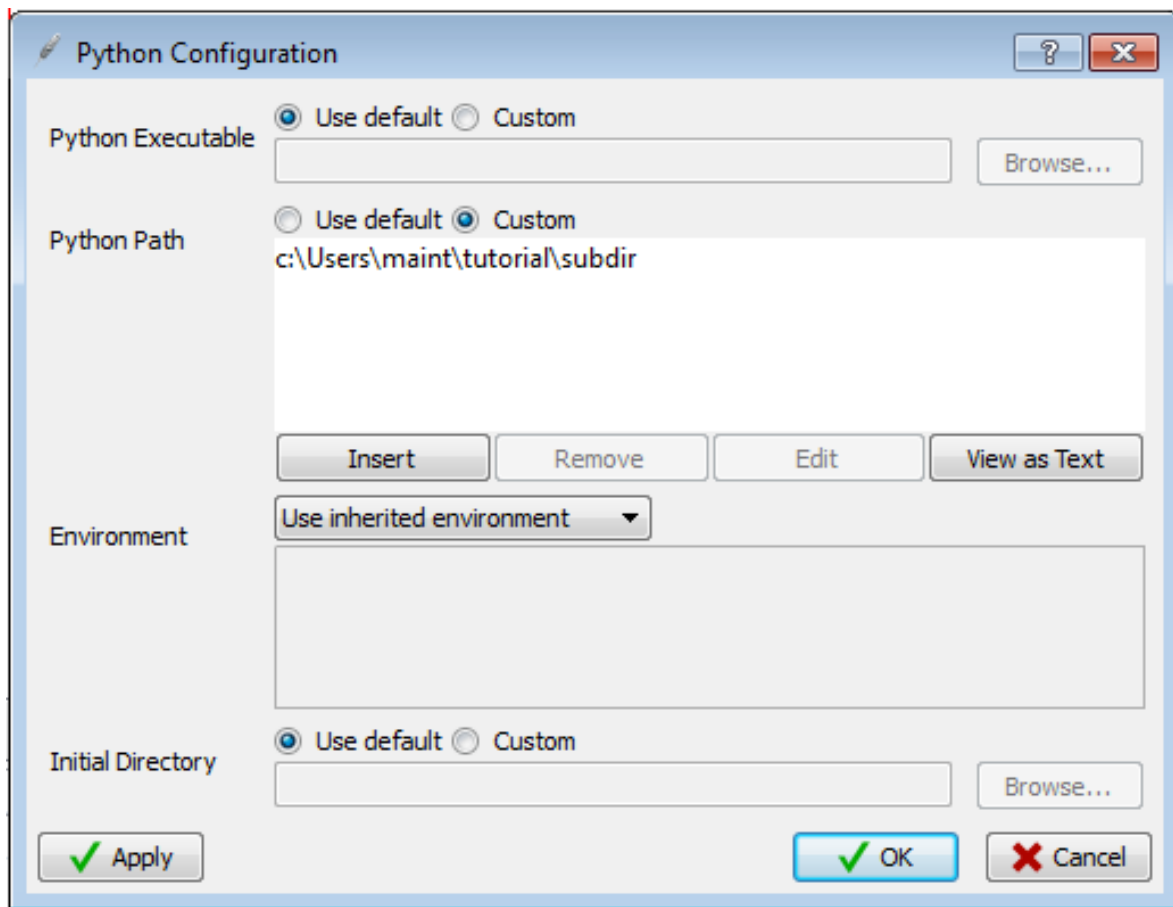 Python Configuration
?
Python Executable
Use default Custom
Browse...
Python Path
Use default Custom
c:\Users\maint\tutorial\subdir
Insert Remove Edit View as Text
Environment
Use inherited environment
Initial Directory
Use default Custom
Browse...
Apply OK Cancel